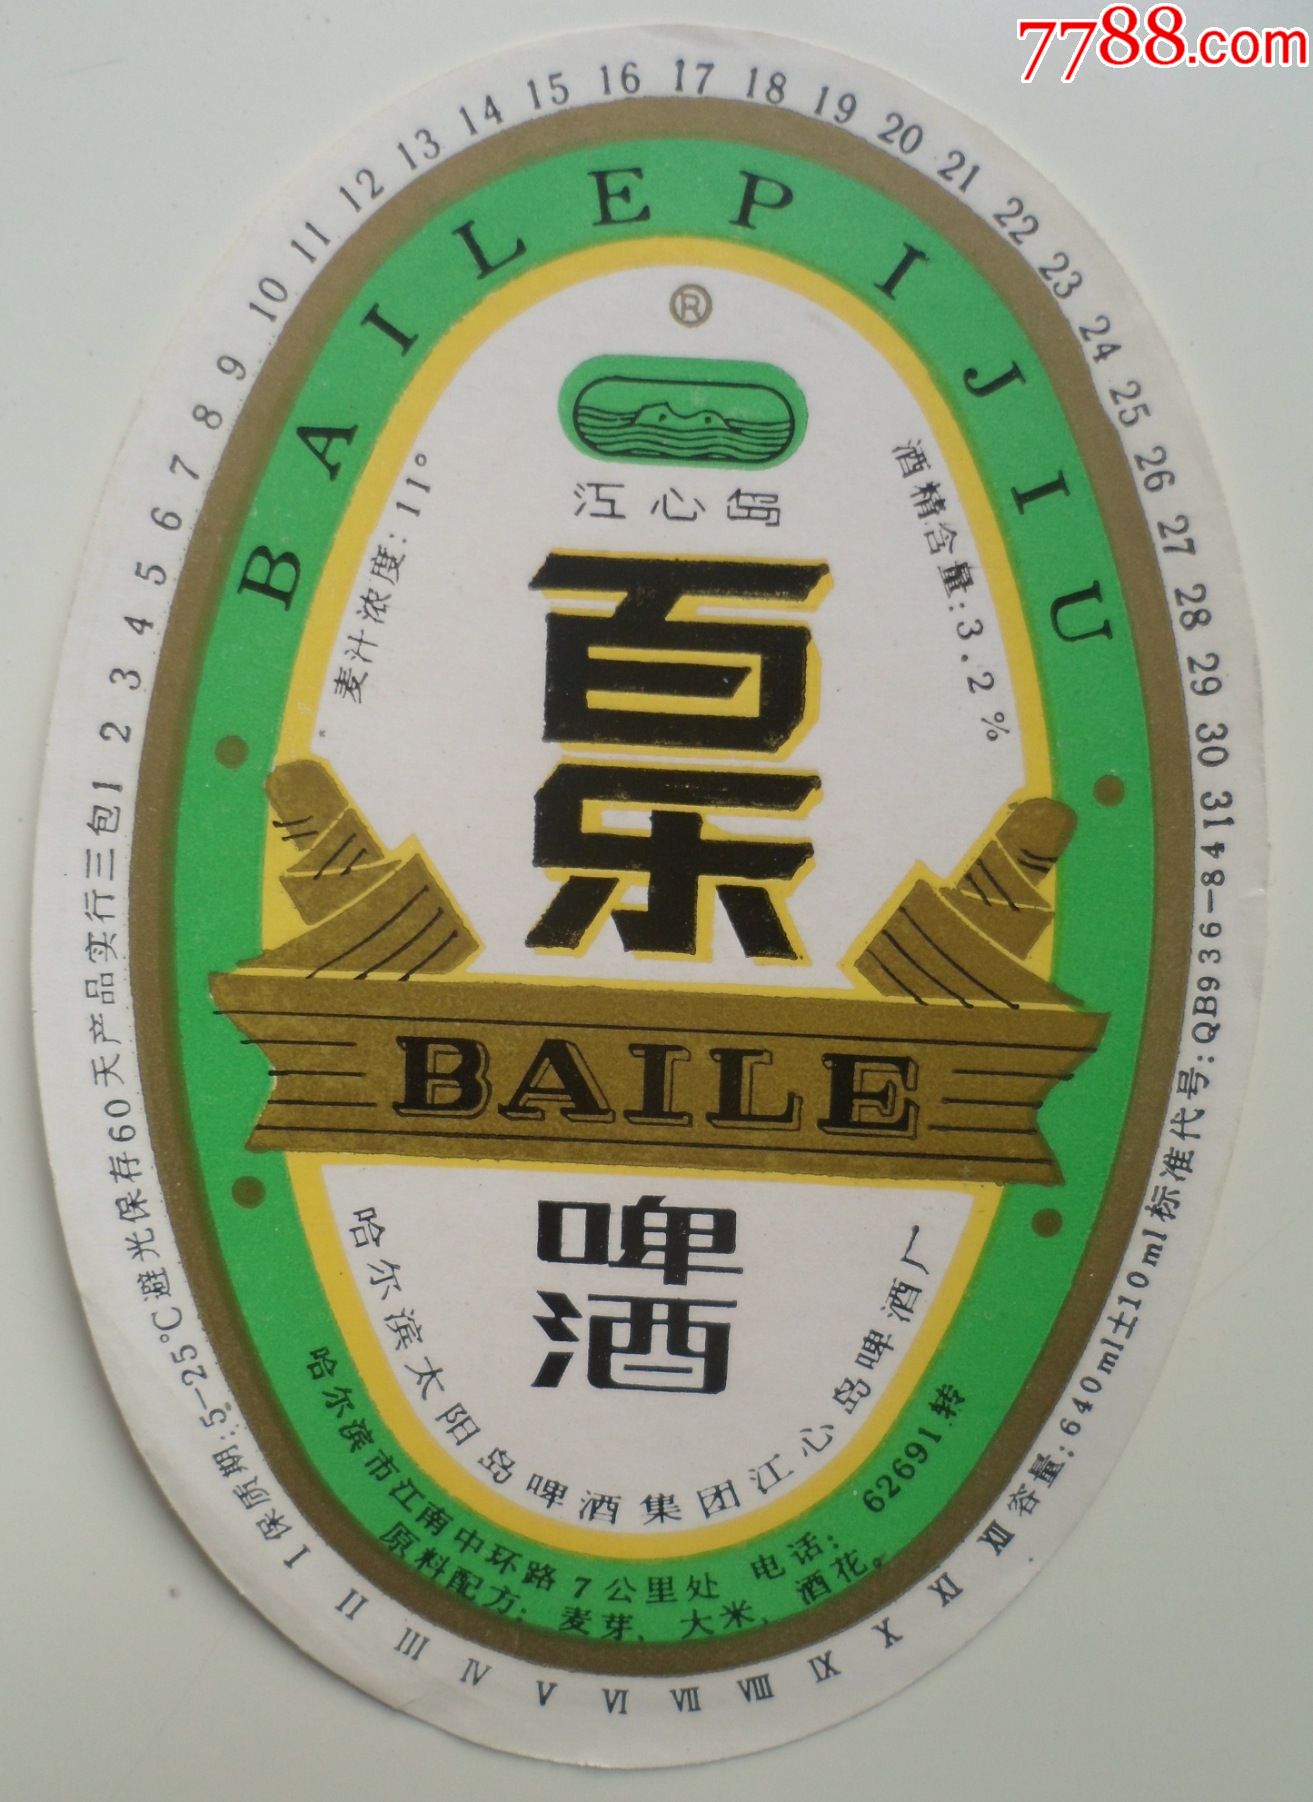 7788.com
1 2 3 4 5 6 7 8 9 10 11 12 13 14 15 16 17 18 19 20 21 22 23 24 25 26 27 28 29 30 31
BAILEPIJIU
®
江心岛
麦汁浓度:11°
酒精含量:3.2%
百乐
BAILE
啤酒
哈尔滨太阳岛啤酒集团江心岛啤酒厂
哈尔滨市江南中环路7公里处 电话:62691转
原料配方:麦芽、大米、酒花。
保质期:5-25℃避光保存60天产品实行三包
容量:640ml±10ml标准代号:QB936-84
I II III IV V VI VII VIII IX X XI XII